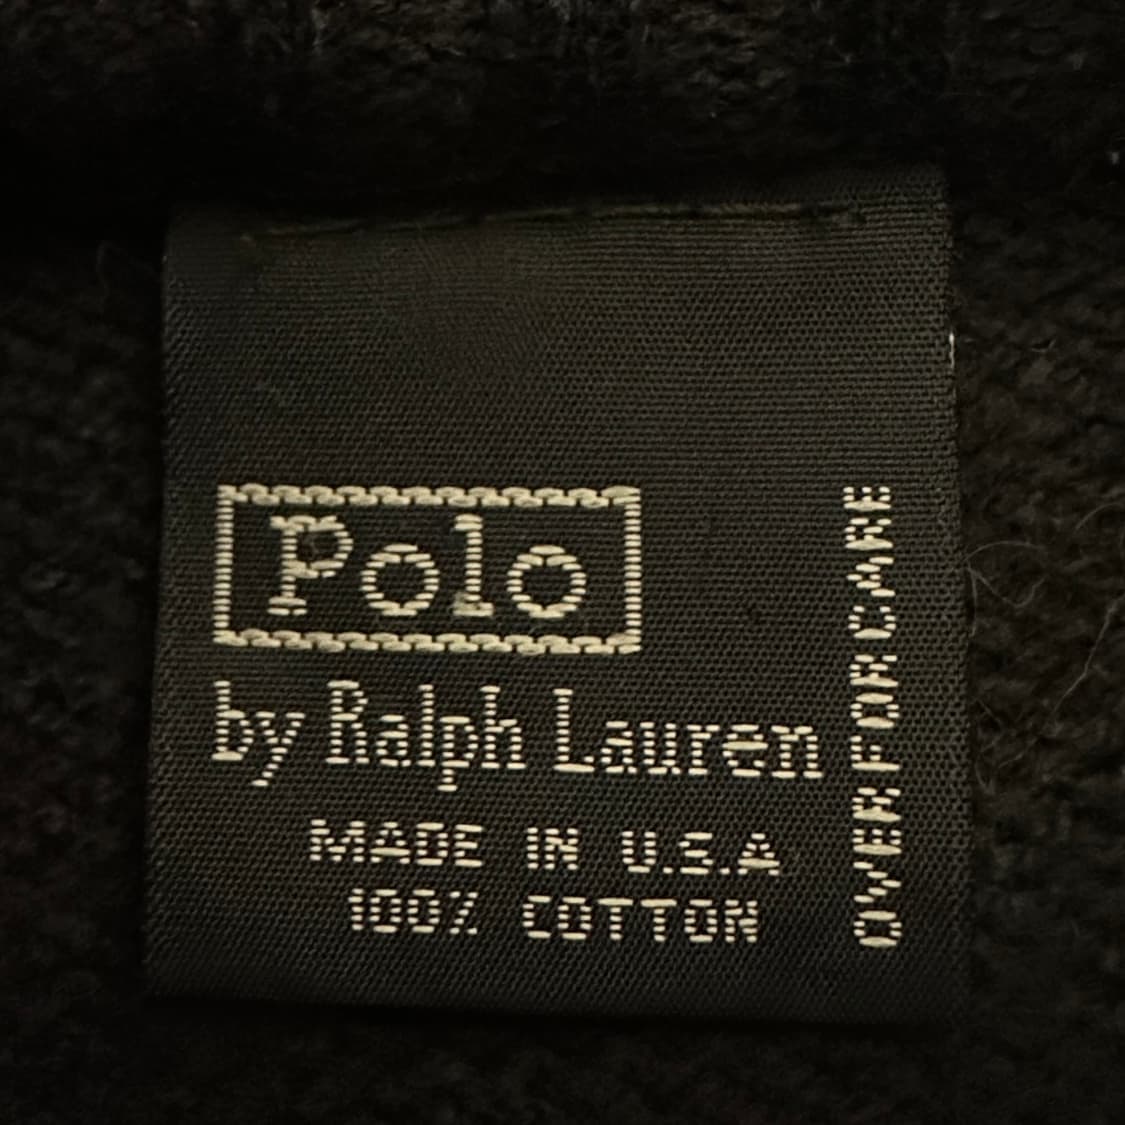 Polo
by Ralph Lauren
MADE IN U.S.A
100% COTTON
OVER FOR CARE